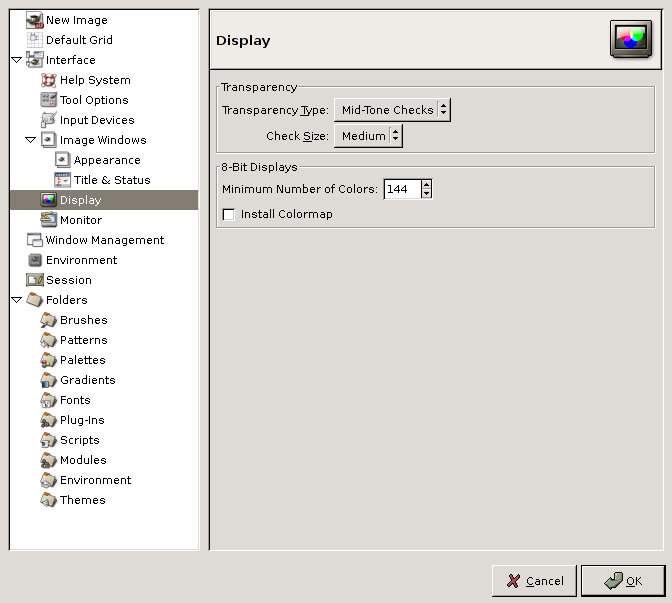 New Image
Default Grid
Interface
Help System
Tool Options
Input Devices
Image Windows
Appearance
Title & Status
Display
Monitor
Window Management
Environment
Session
Folders
Brushes
Patterns
Palettes
Gradients
Fonts
Plug-Ins
Scripts
Modules
Environment
Themes
Display
Transparency
Transparency Type: Mid-Tone Checks
Check Size: Medium
8-Bit Displays
Minimum Number of Colors: 144
Install Colormap
Cancel OK